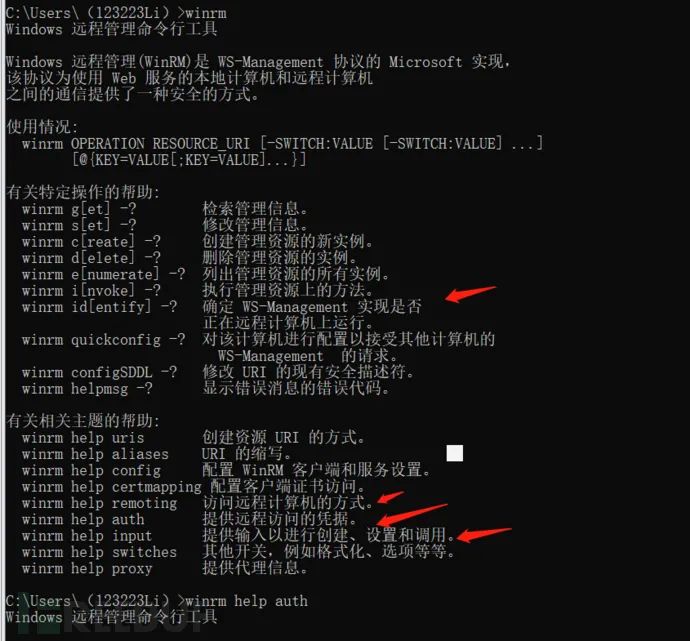 C:\Users\（123223Li）>winrm
Windows 远程管理命令行工具
Windows 远程管理(WinRM)是 WS-Management 协议的 Microsoft 实现，
该协议为使用 Web 服务的本地计算机和远程计算机
之间的通信提供了一种安全的方式。
使用情况:
winrm OPERATION RESOURCE_URI [-SWITCH:VALUE [-SWITCH:VALUE] ...]
[@{KEY=VALUE[;KEY=VALUE]...}]
有关特定操作的帮助:
winrm g[et] -? 检索管理信息。
winrm s[et] -? 修改管理信息。
winrm c[reate] -? 创建管理资源的新实例。
winrm d[elete] -? 删除管理资源的实例。
winrm e[numerate] -? 列出管理资源的所有实例。
winrm i[nvoke] -? 执行管理资源上的方法。
winrm id[entify] -? 确定 WS-Management 实现是否
正在远程计算机上运行。
winrm quickconfig -? 对该计算机进行配置以接受其他计算机的
WS-Management 的请求。
winrm configSDDL -? 修改 URI 的现有安全描述符。
winrm helpmsg -? 显示错误消息的错误代码。
有关相关主题的帮助:
winrm help uris 创建资源 URI 的方式。
winrm help aliases URI 的缩写。
winrm help config 配置 WinRM 客户端和服务设置。
winrm help certmapping 配置客户端证书访问。
winrm help remoting 访问远程计算机的方式。
winrm help auth 提供远程访问的凭据。
winrm help input 提供输入以进行创建、设置和调用。
winrm help switches 其他开关，例如格式化、选项等等。
winrm help proxy 提供代理信息。
C:\Users\（123223Li）>winrm help auth
Windows 远程管理命令行工具